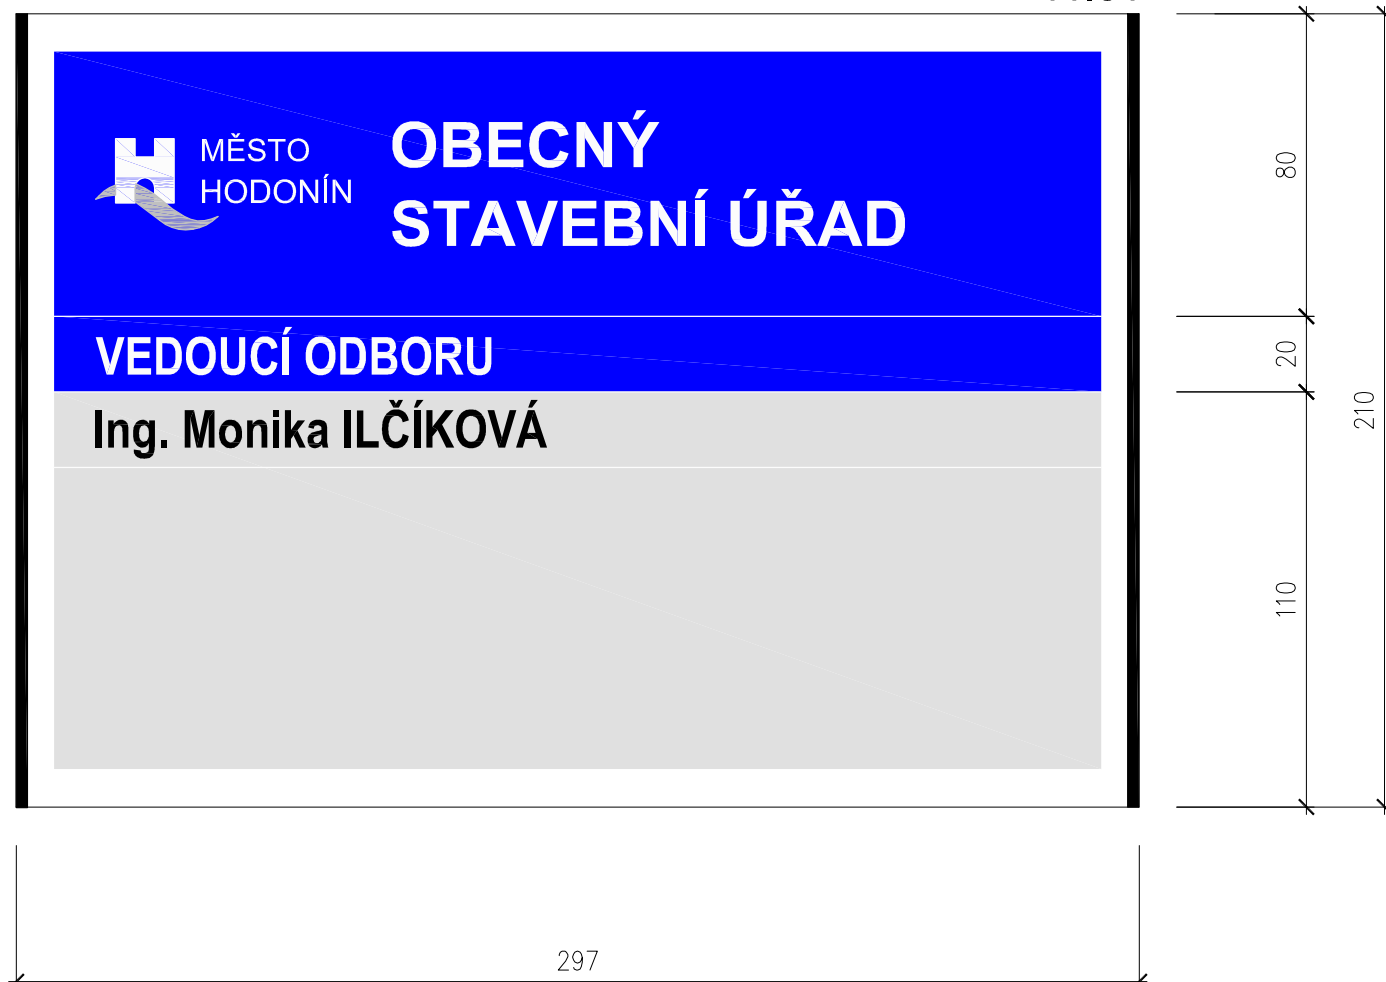 MĚSTO
HODONÍN
OBECNÝ
STAVEBNÍ ÚŘAD
VEDOUCÍ ODBORU
Ing. Monika ILČÍKOVÁ
80
20
110
210
297